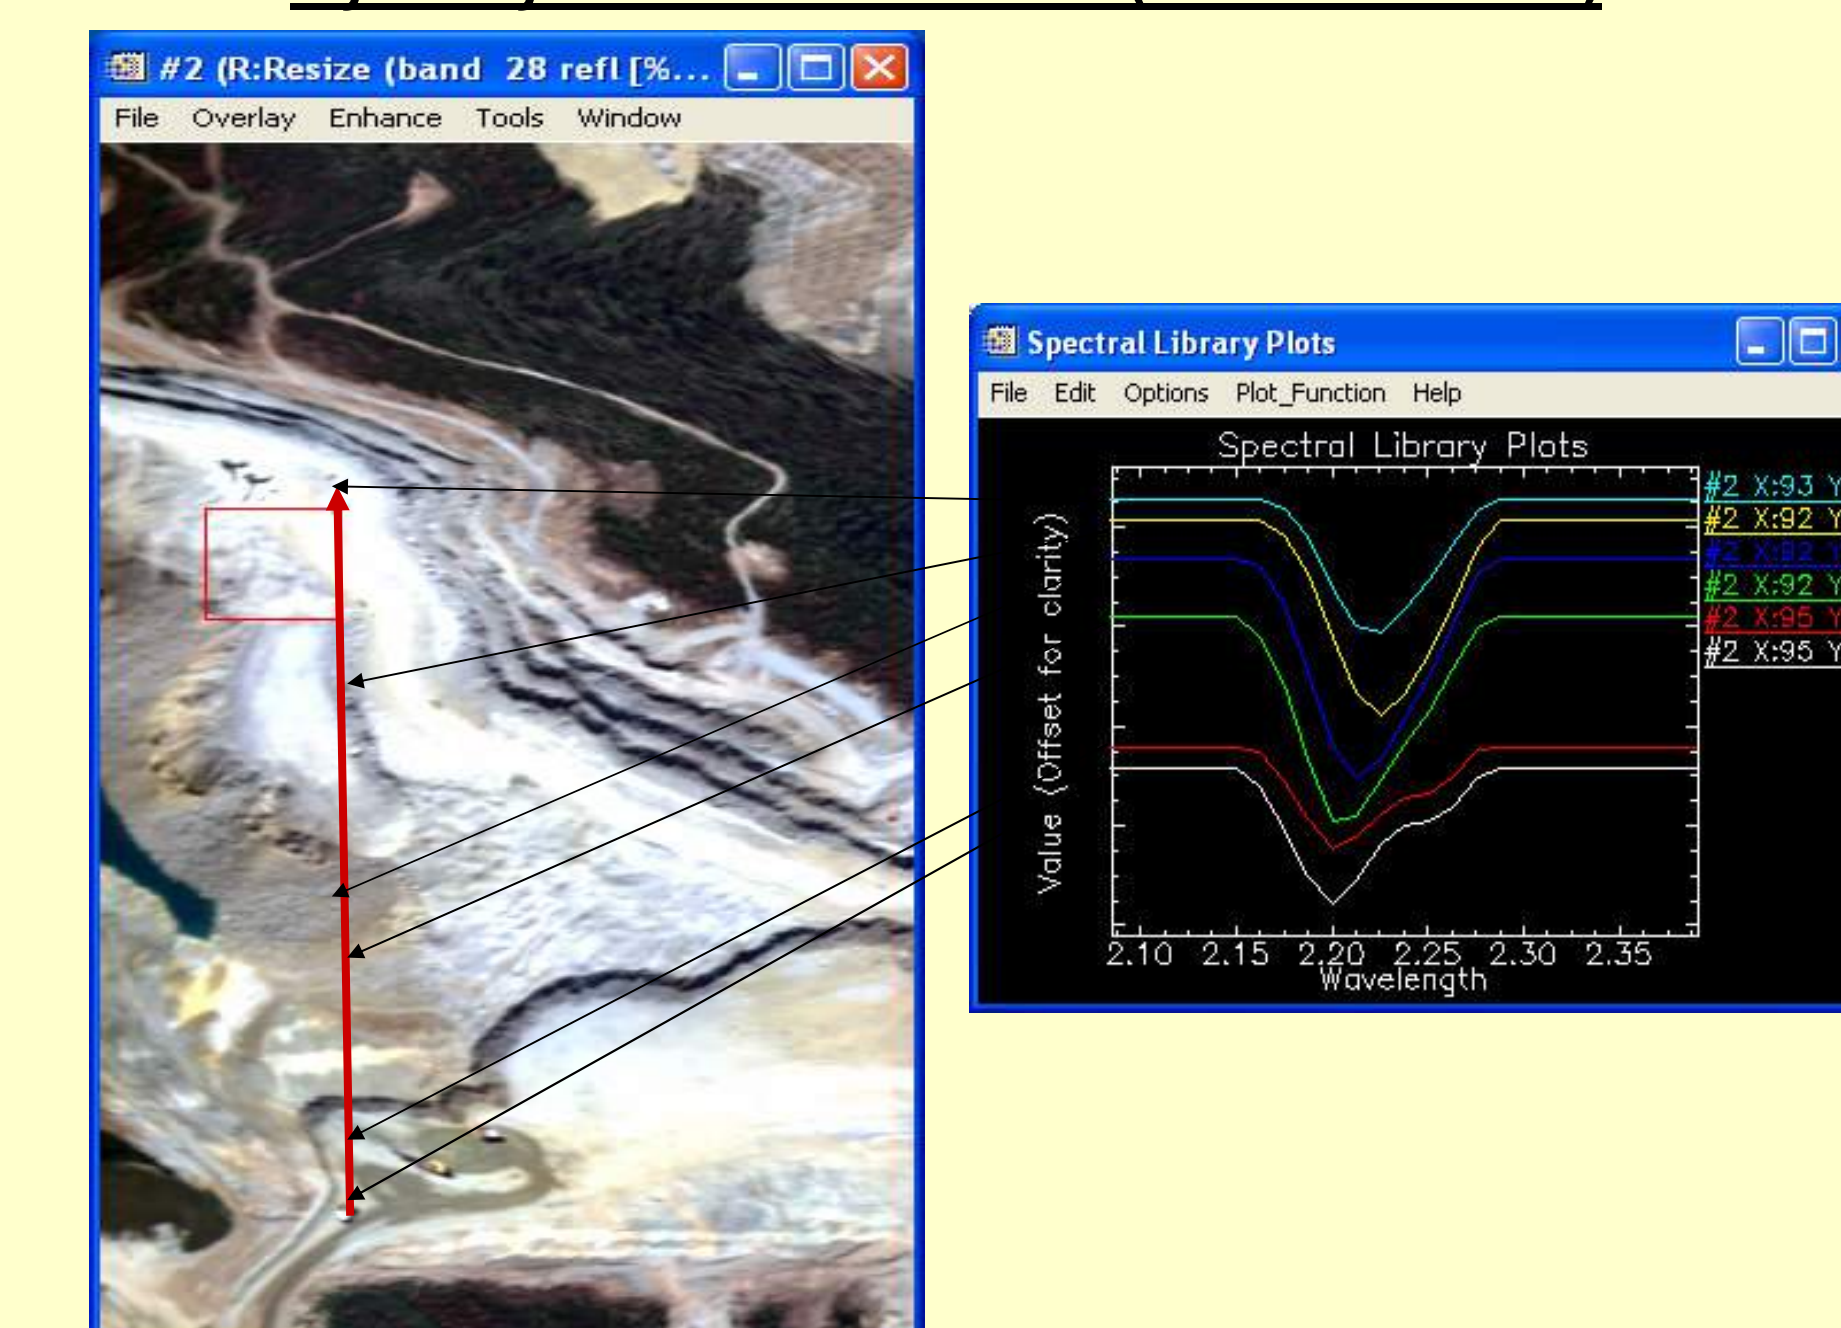 #2 (R:Resize (band 28 refl [%...
File Overlay Enhance Tools Window
Spectral Library Plots
File Edit Options Plot_Function Help
Spectral Library Plots
Value (Offset for clarity)
#2 X:93 Y
#2 X:92 Y
#2 X:92 Y
#2 X:92 Y
#2 X:95 Y
#2 X:95 Y
2.10 2.15 2.20 2.25 2.30 2.35
Wavelength